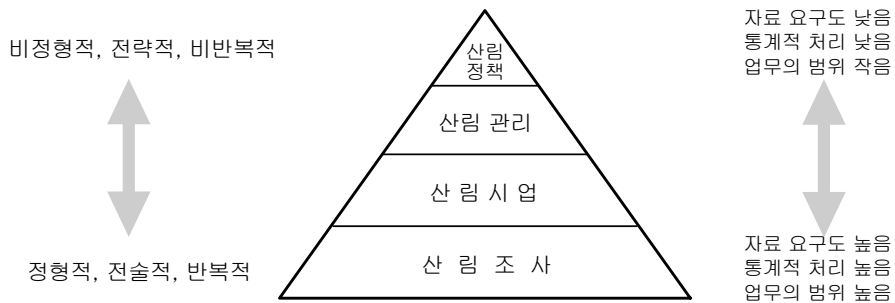 비정형적, 전략적, 비반복적
정형적, 전술적, 반복적
산림
정책
산림 관리
산 림 시 업
산 림 조 사
자료 요구도 낮음
통계적 처리 낮음
업무의 범위 작음
자료 요구도 높음
통계적 처리 높음
업무의 범위 높음